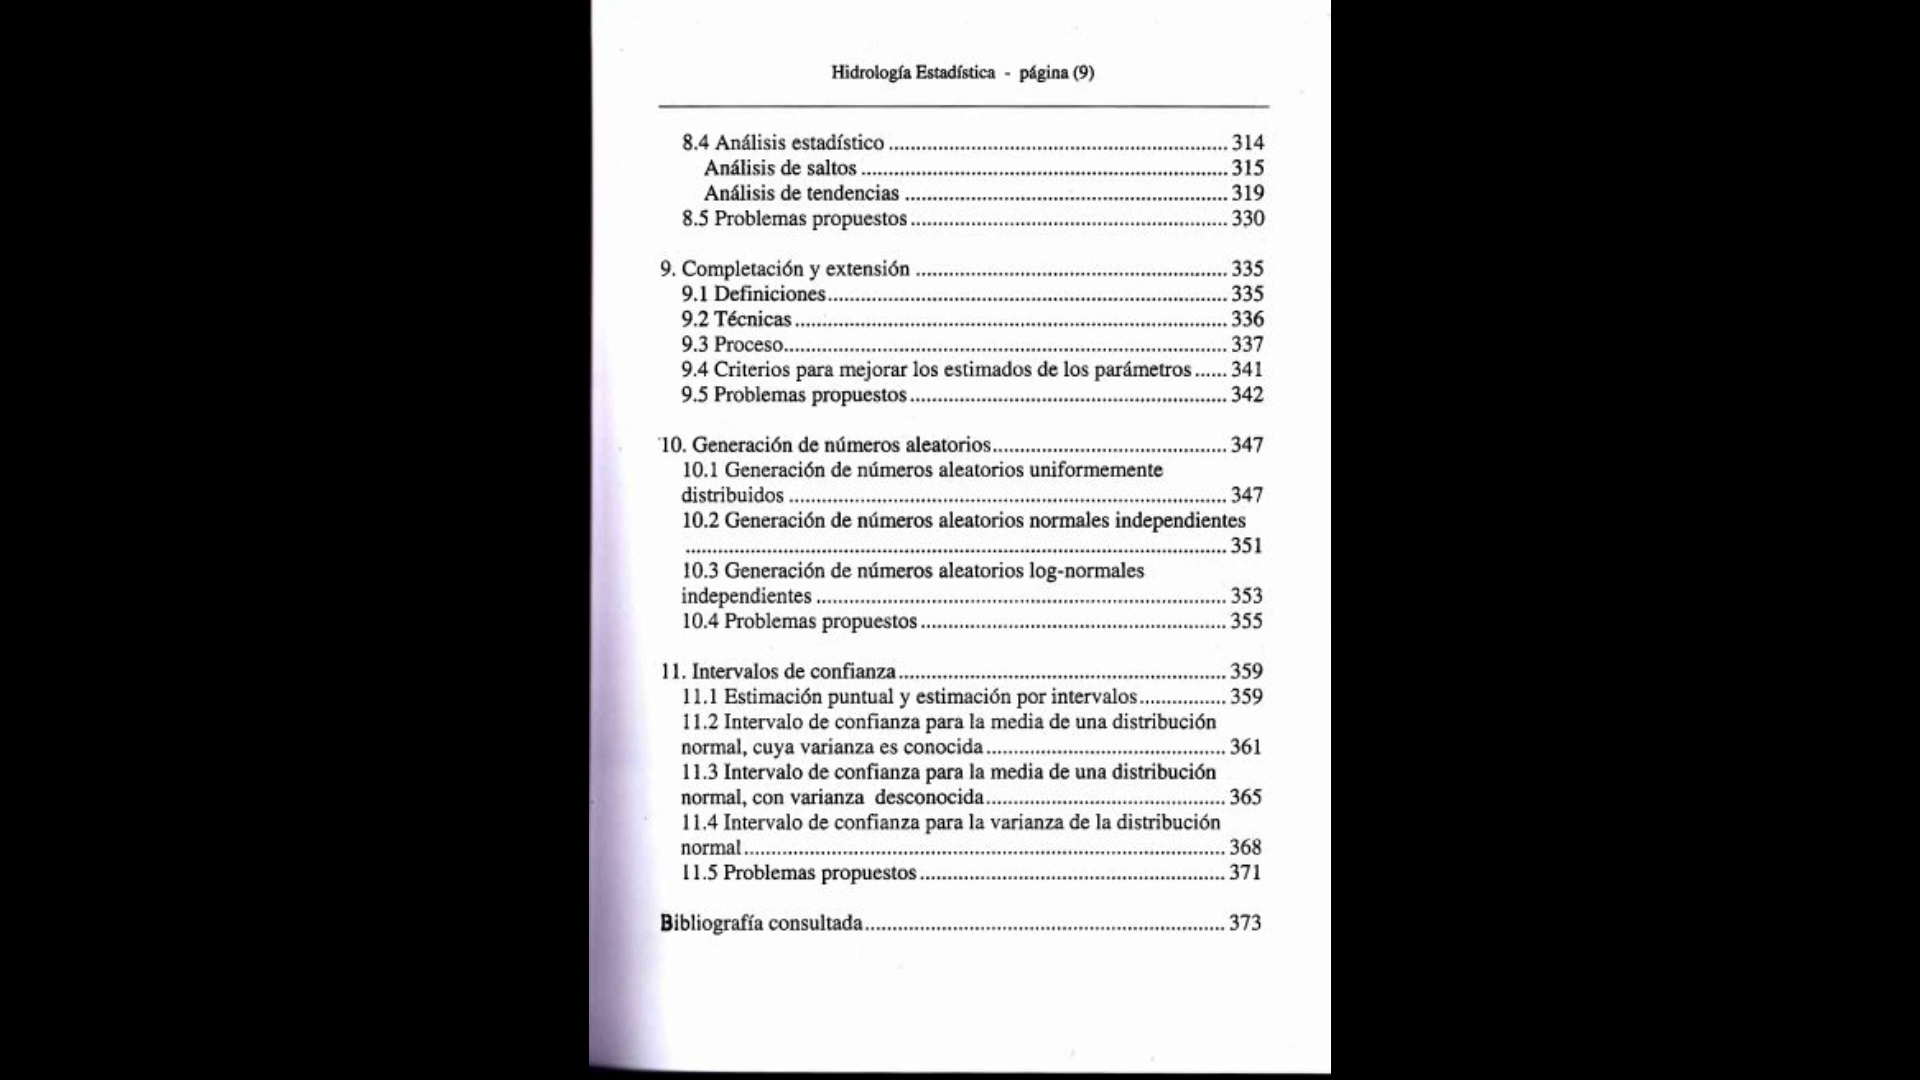 Hidrología Estadística - página (9)
8.4 Análisis estadístico ............................................................. 314
Análisis de saltos .................................................................. 315
Análisis de tendencias .......................................................... 319
8.5 Problemas propuestos ......................................................... 330
9. Completación y extensión ........................................................ 335
9.1 Definiciones........................................................................ 335
9.2 Técnicas .............................................................................. 336
9.3 Proceso................................................................................ 337
9.4 Criterios para mejorar los estimados de los parámetros ...... 341
9.5 Problemas propuestos ......................................................... 342
10. Generación de números aleatorios.......................................... 347
10.1 Generación de números aleatorios uniformemente
distribuidos ............................................................................... 347
10.2 Generación de números aleatorios normales independientes
.................................................................................................. 351
10.3 Generación de números aleatorios log-normales
independientes .......................................................................... 353
10.4 Problemas propuestos ....................................................... 355
11. Intervalos de confianza ........................................................... 359
11.1 Estimación puntual y estimación por intervalos................ 359
11.2 Intervalo de confianza para la media de una distribución
normal, cuya varianza es conocida ........................................... 361
11.3 Intervalo de confianza para la media de una distribución
normal, con varianza desconocida............................................ 365
11.4 Intervalo de confianza para la varianza de la distribución
normal....................................................................................... 368
11.5 Problemas propuestos ....................................................... 371
Bibliografía consultada................................................................. 373